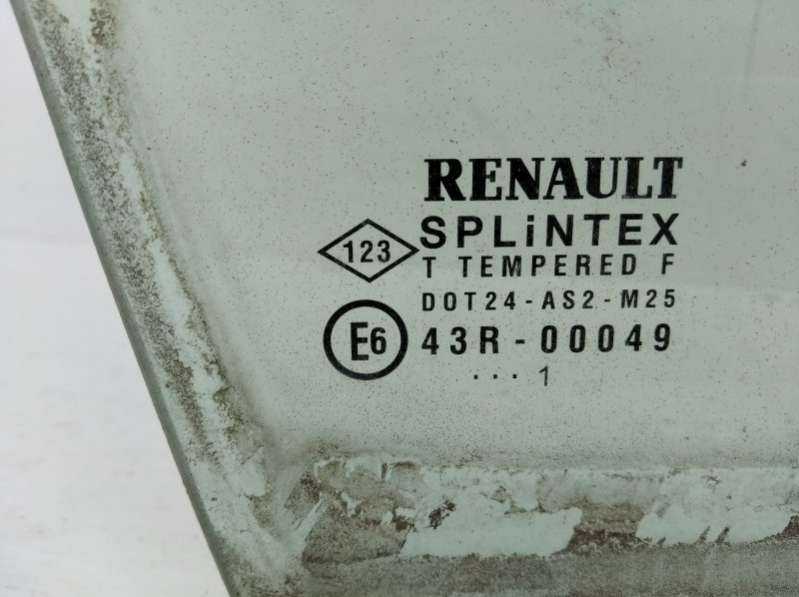 RENAULT
123 SPLiNTEX
T TEMPERED F
DOT24-AS2-M25
E6 43R-00049
... 1